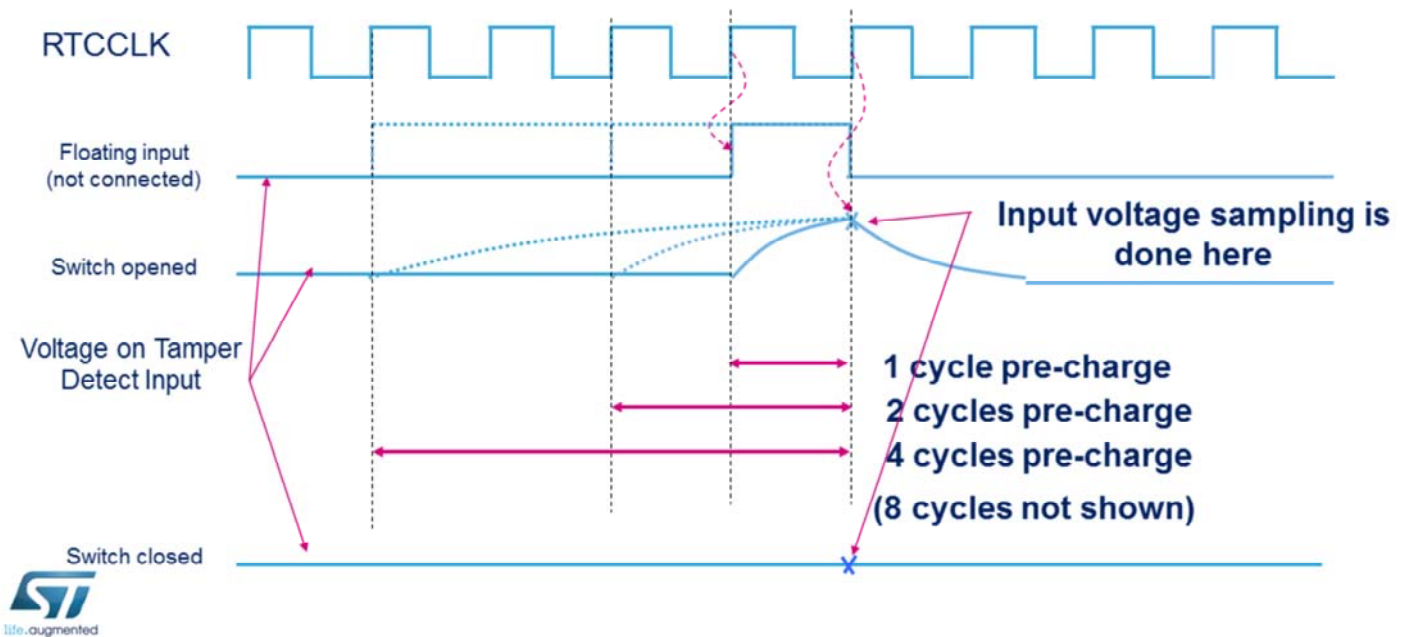 RTCCLK
Floating input
(not connected)
Input voltage sampling is
done here
Switch opened
Voltage on Tamper
Detect Input
1 cycle pre-charge
2 cycles pre-charge
4 cycles pre-charge
(8 cycles not shown)
Switch closed
ST
life.augmented